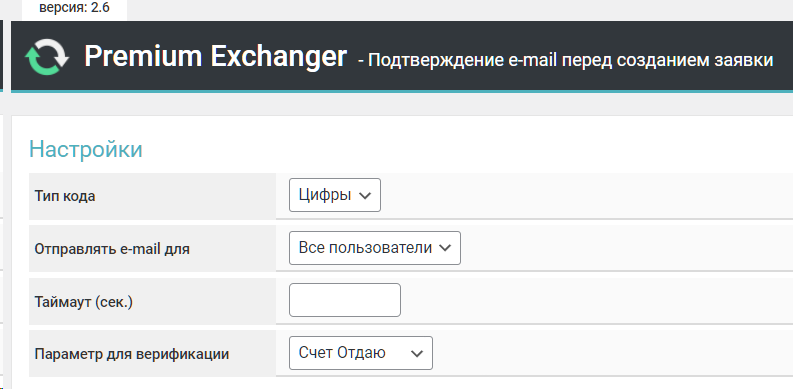 версия: 2.6
Premium Exchanger - Подтверждение e-mail перед созданием заявки
Настройки
Тип кода Цифры
Отправлять e-mail для Все пользователи
Таймаут (сек.)
Параметр для верификации Счет Отдаю